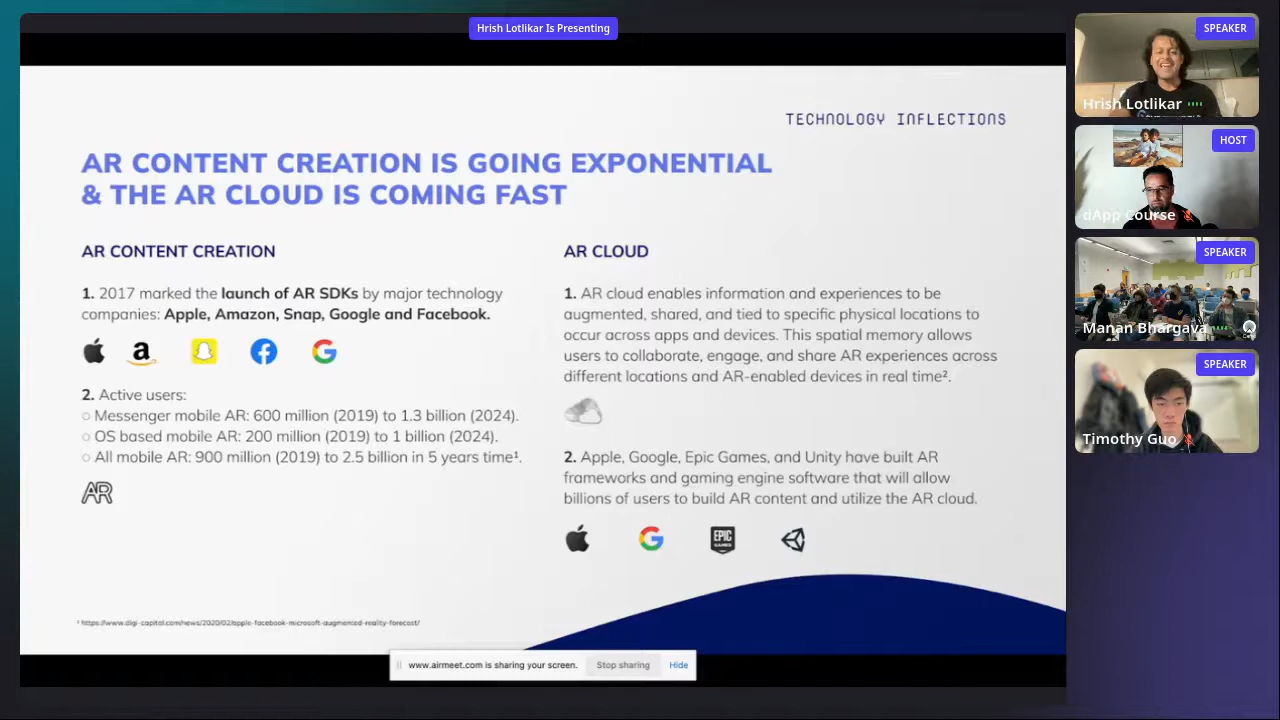 Hrish Lotlikar Is Presenting
TECHNOLOGY INFLECTIONS
AR CONTENT CREATION IS GOING EXPONENTIAL
& THE AR CLOUD IS COMING FAST
AR CONTENT CREATION
1. 2017 marked the launch of AR SDKs by major technology
companies: Apple, Amazon, Snap, Google and Facebook.
2. Active users:
○ Messenger mobile AR: 600 million (2019) to 1.3 billion (2024).
○ OS based mobile AR: 200 million (2019) to 1 billion (2024).
○ All mobile AR: 900 million (2019) to 2.5 billion in 5 years time¹.
AR
AR CLOUD
1. AR cloud enables information and experiences to be
augmented, shared, and tied to specific physical locations to
occur across apps and devices. This spatial memory allows
users to collaborate, engage, and share AR experiences across
different locations and AR-enabled devices in real time².
2. Apple, Google, Epic Games, and Unity have built AR
frameworks and gaming engine software that will allow
billions of users to build AR content and utilize the AR cloud.
EPIC
GAMES
¹ https://www.digi-capital.com/news/2020/02/apple-facebook-microsoft-augmented-reality-forecast/
www.airmeet.com is sharing your screen. Stop sharing Hide
SPEAKER
Hrish Lotlikar
HOST
dApp Course
SPEAKER
Manan Bhargava
SPEAKER
Timothy Guo